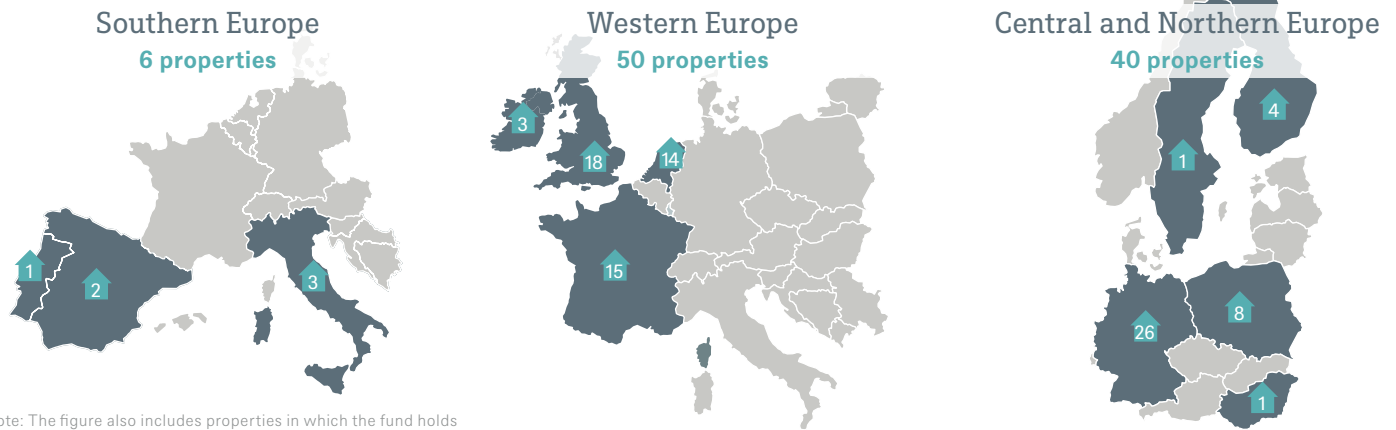 Southern Europe
6 properties
1
2
3
Western Europe
50 properties
3
18
14
15
Central and Northern Europe
40 properties
4
1
26
8
1
ote: The figure also includes properties in which the fund holds